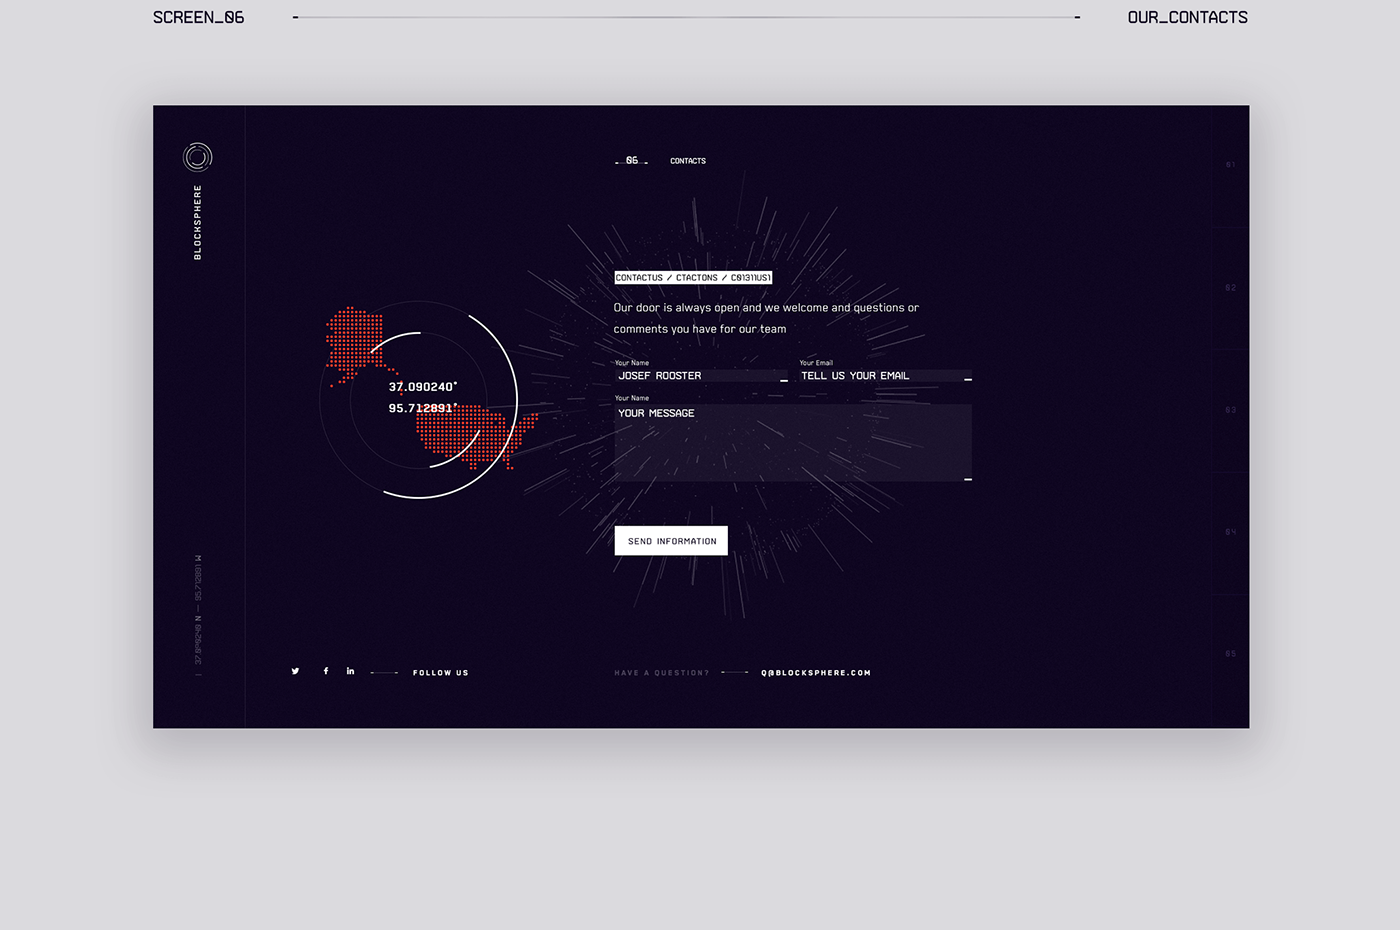 SCREEN_06
OUR_CONTACTS
BLOCKSPHERE
06
CONTACTS
01
CONTACTUS / CTACTONS / C01311US1
02
Our door is always open and we welcome and questions or
comments you have for our team
Your Name
Your Email
JOSEF ROOSTER
TELL US YOUR EMAIL
37.090240°
95.712891°
Your Name
YOUR MESSAGE
03
SEND INFORMATION
04
37.090240 N — 95.712891 W
05
FOLLOW US
HAVE A QUESTION?
Q@BLOCKSPHERE.COM